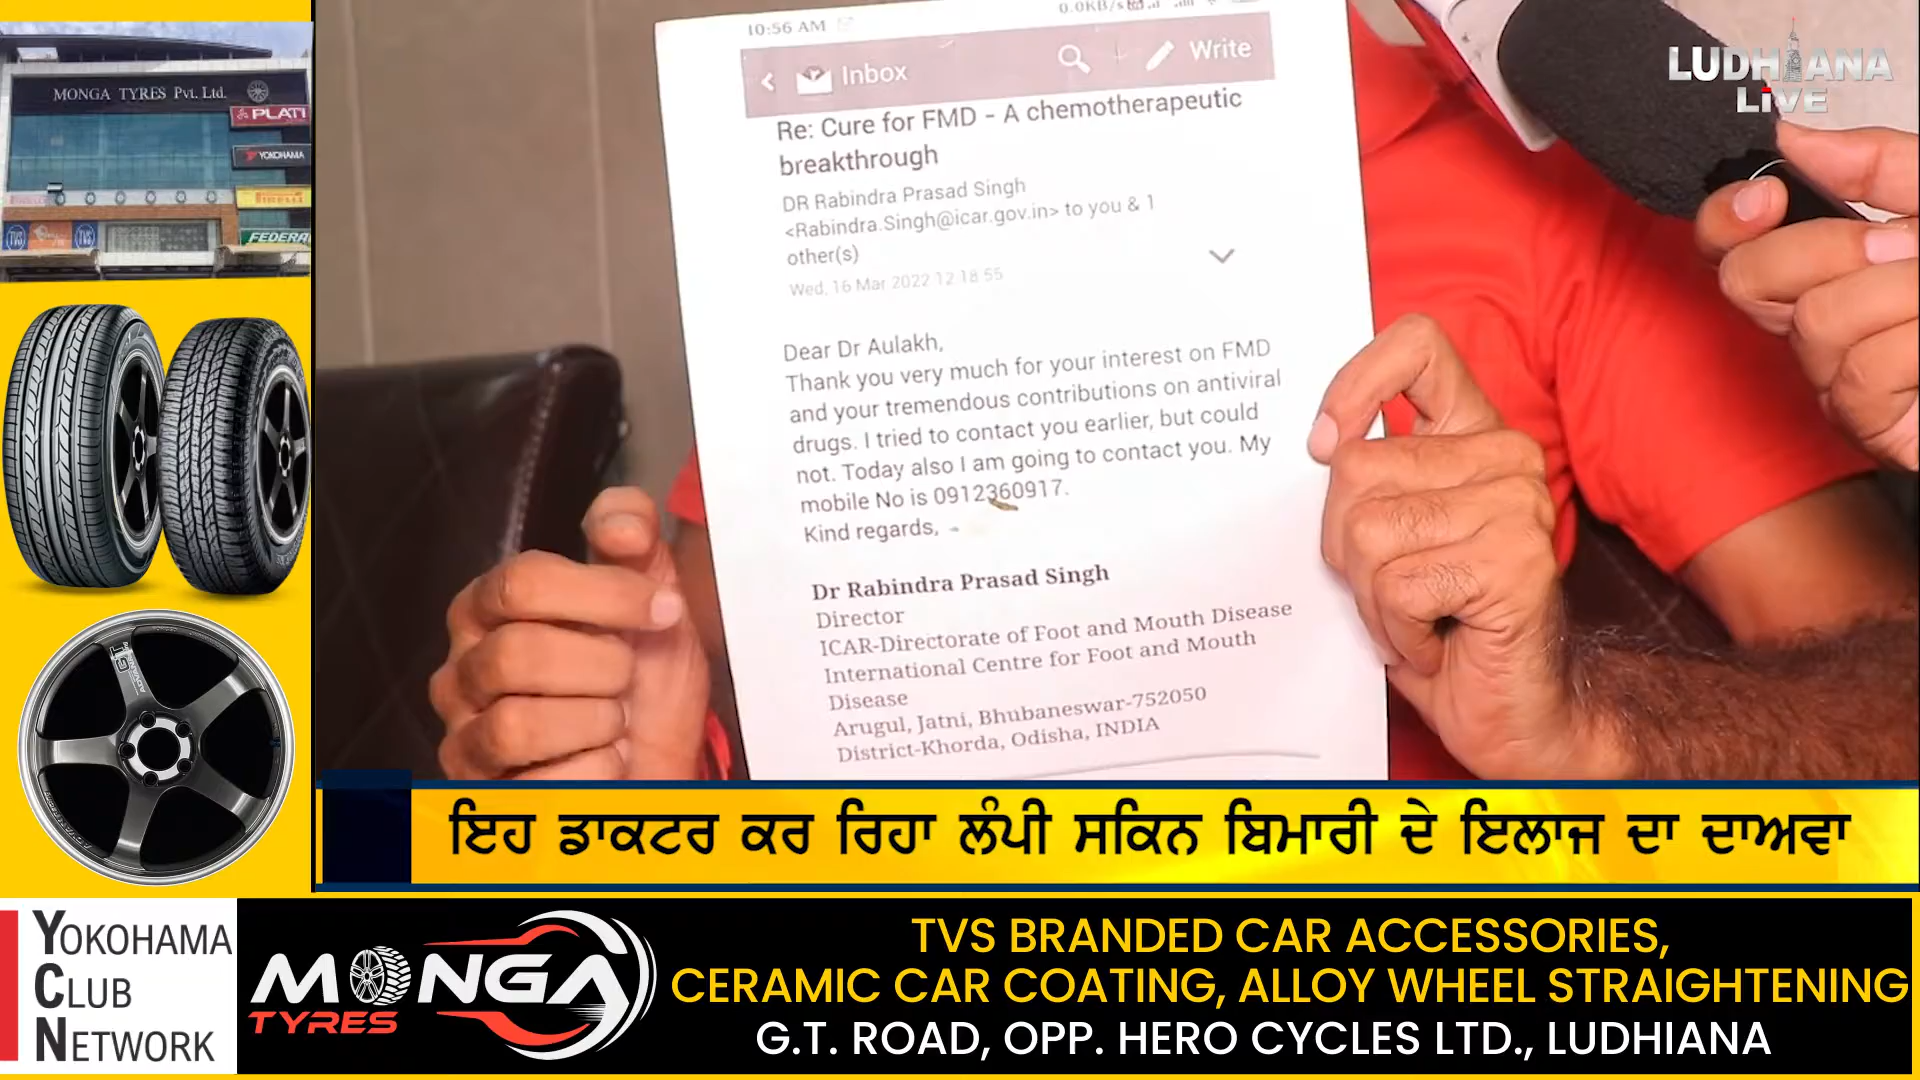 MONGA TYRES Pvt. Ltd.
PLATI
YOKOHAMA
PIRELLI
TVS
TVS
FEDERA
10:56 AM
0.0KB/s
Inbox
Write
Re: Cure for FMD - A chemotherapeutic
breakthrough
DR Rabindra Prasad Singh
<Rabindra.Singh@icar.gov.in> to you & 1
other(s)
Wed, 16 Mar 2022 12:18:55
Dear Dr Aulakh,
Thank you very much for your interest on FMD
and your tremendous contributions on antiviral
drugs. I tried to contact you earlier, but could
not. Today also I am going to contact you. My
mobile No is 0912360917.
Kind regards,
Dr Rabindra Prasad Singh
Director
ICAR-Directorate of Foot and Mouth Disease
International Centre for Foot and Mouth
Disease
Arugul, Jatni, Bhubaneswar-752050
District-Khorda, Odisha, INDIA
LUDHIANA
LiVE
ਇਹ ਡਾਕਟਰ ਕਰ ਰਿਹਾ ਲੰਪੀ ਸਕਿਨ ਬਿਮਾਰੀ ਦੇ ਇਲਾਜ ਦਾ ਦਾਅਵਾ
YOKOHAMA
CLUB
NETWORK
MONGA
TYRES
TVS BRANDED CAR ACCESSORIES,
CERAMIC CAR COATING, ALLOY WHEEL STRAIGHTENING
G.T. ROAD, OPP. HERO CYCLES LTD., LUDHIANA